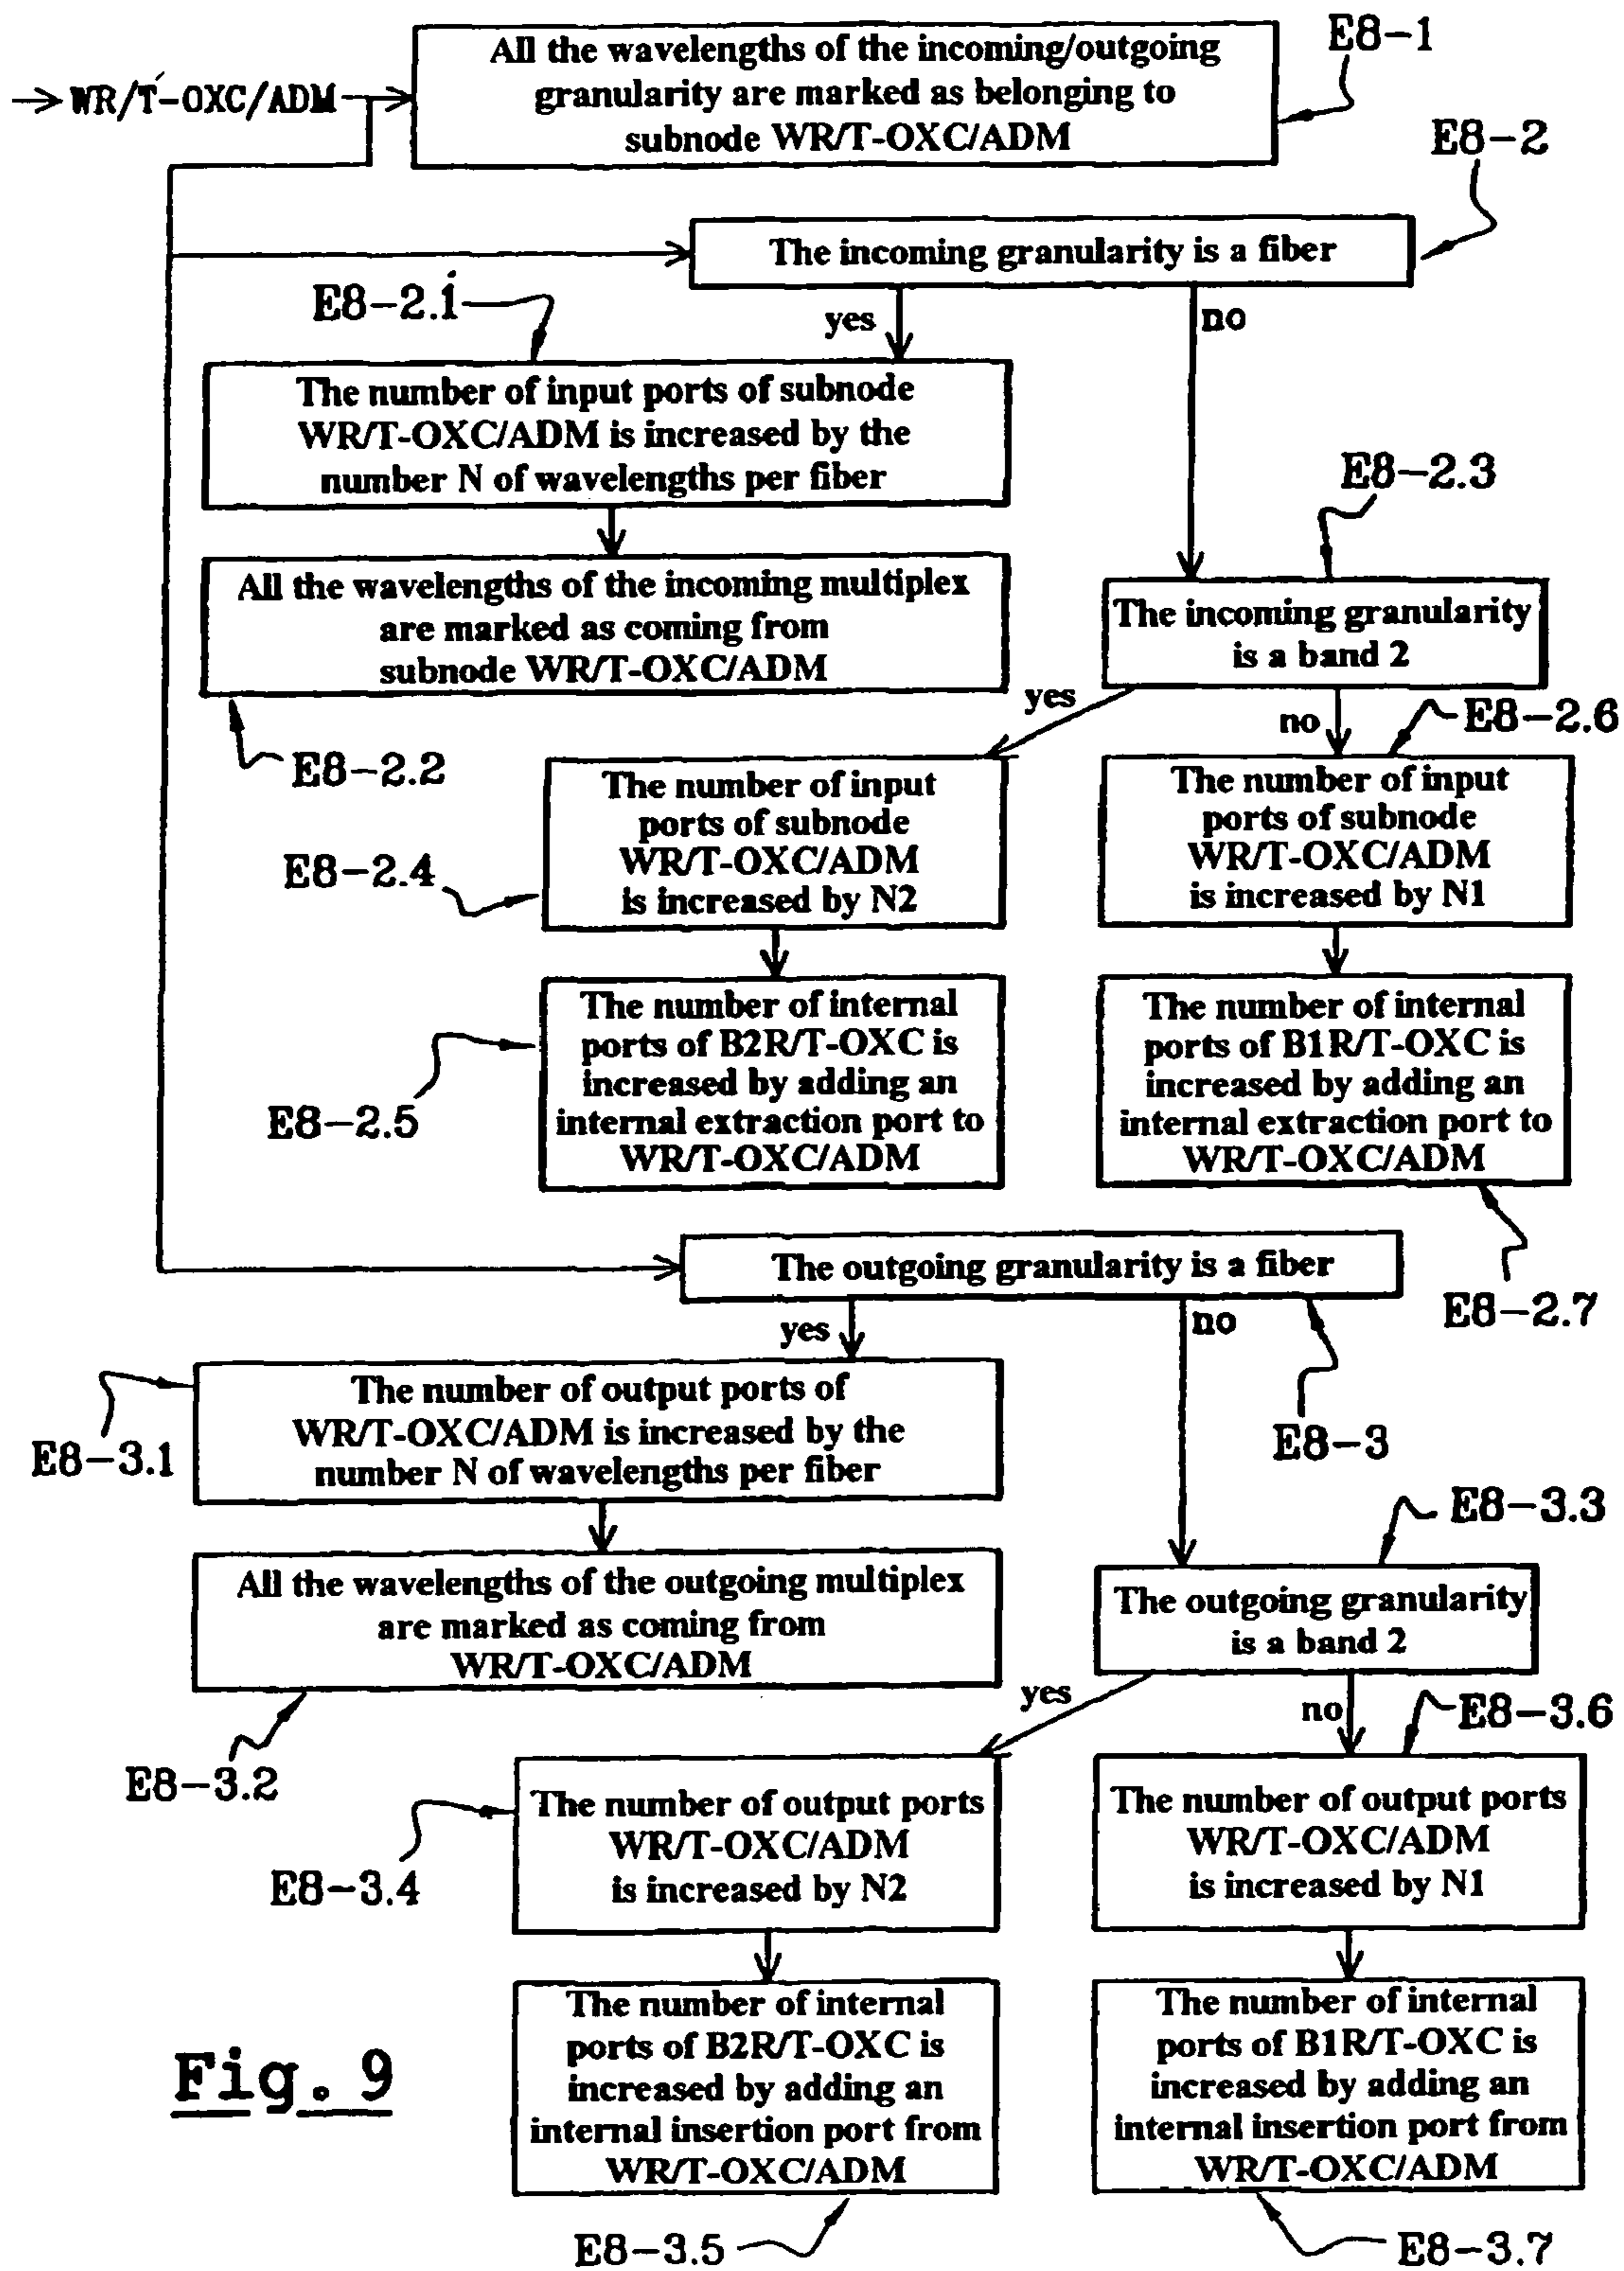 All the wavelengths of the incoming/outgoing
granularity are marked as belonging to
subnode WR/T-OXC/ADM
E8-1
WR/T-OXC/ADM
E8-2
The incoming granularity is a fiber
E8-2.1
yes
no
The number of input ports of subnode
WR/T-OXC/ADM is increased by the
number N of wavelengths per fiber
E8-2.3
All the wavelengths of the incoming multiplex
are marked as coming from
subnode WR/T-OXC/ADM
The incoming granularity
is a band 2
yes
no
E8-2.6
E8-2.2
The number of input
ports of subnode
WR/T-OXC/ADM
is increased by N2
The number of input
ports of subnode
WR/T-OXC/ADM
is increased by N1
E8-2.4
The number of internal
ports of B2R/T-OXC is
increased by adding an
internal extraction port to
WR/T-OXC/ADM
The number of internal
ports of B1R/T-OXC is
increased by adding an
internal extraction port to
WR/T-OXC/ADM
E8-2.5
The outgoing granularity is a fiber
E8-2.7
yes
no
The number of output ports of
WR/T-OXC/ADM is increased by the
number N of wavelengths per fiber
E8-3.1
E8-3
E8-3.3
All the wavelengths of the outgoing multiplex
are marked as coming from
WR/T-OXC/ADM
The outgoing granularity
is a band 2
yes
no
E8-3.6
E8-3.2
The number of output ports
WR/T-OXC/ADM
is increased by N2
The number of output ports
WR/T-OXC/ADM
is increased by N1
E8-3.4
The number of internal
ports of B2R/T-OXC is
increased by adding an
internal insertion port from
WR/T-OXC/ADM
The number of internal
ports of B1R/T-OXC is
increased by adding an
internal insertion port from
WR/T-OXC/ADM
Fig. 9
E8-3.5
E8-3.7